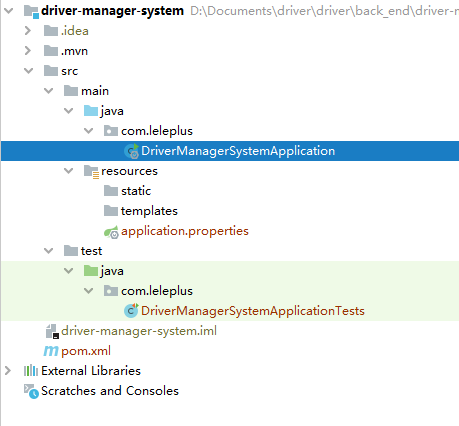 driver-manager-system D:\Documents\driver\driver\back_end\driver-r
.idea
.mvn
src
main
java
com.leleplus
DriverManagerSystemApplication
resources
static
templates
application.properties
test
java
com.leleplus
DriverManagerSystemApplicationTests
driver-manager-system.iml
pom.xml
External Libraries
Scratches and Consoles